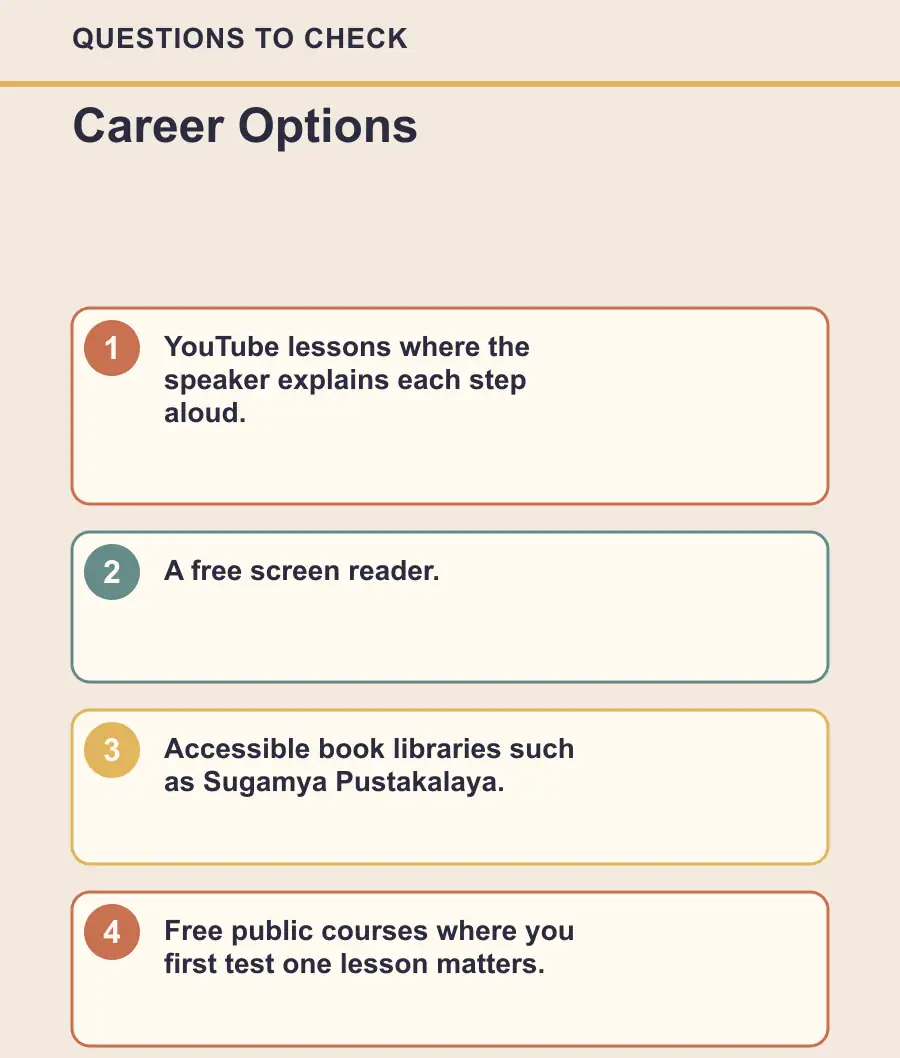 QUESTIONS TO CHECK
Career Options
1
YouTube lessons where the
speaker explains each step
aloud.
2
A free screen reader.
3
Accessible book libraries such
as Sugamya Pustakalaya.
4
Free public courses where you
first test one lesson matters.